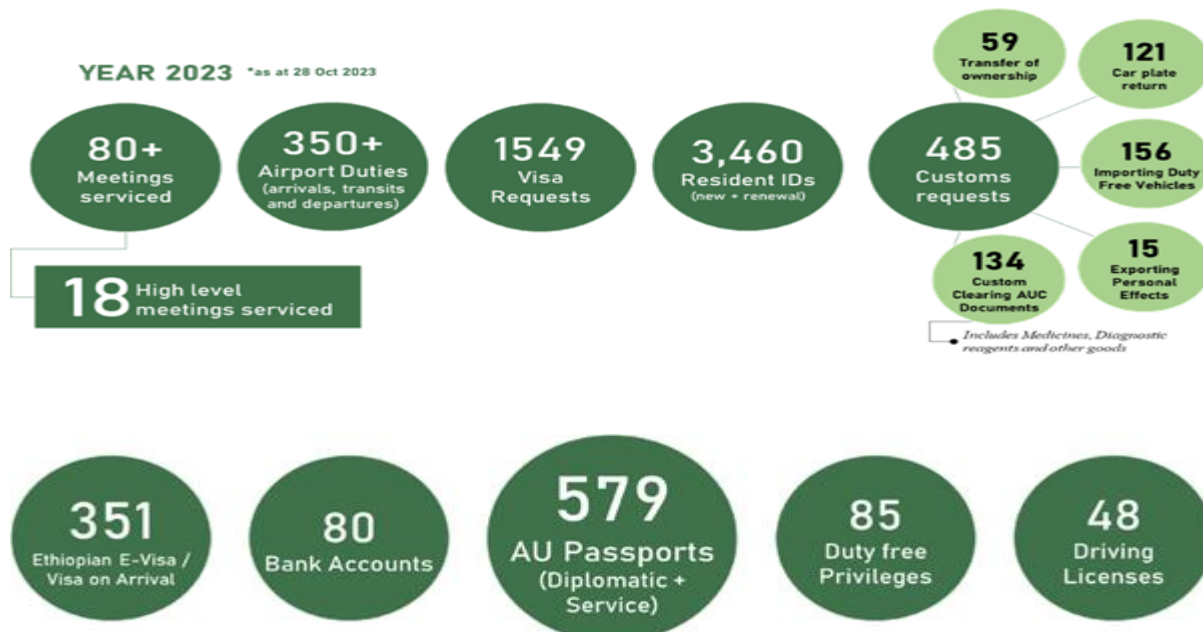 YEAR 2023 *as at 28 Oct 2023
80+
Meetings
serviced
18 High level
meetings serviced
350+
Airport Duties
(arrivals, transits
and departures)
1549
Visa
Requests
3,460
Resident IDs
(new + renewal)
485
Customs
requests
59
Transfer of
ownership
121
Car plate
return
156
Importing Duty
Free Vehicles
15
Exporting
Personal
Effects
134
Custom
Clearing AUC
Documents
Includes Medicines, Diagnostic
reagents and other goods
351
Ethiopian E-Visa /
Visa on Arrival
80
Bank Accounts
579
AU Passports
(Diplomatic +
Service)
85
Duty free
Privileges
48
Driving
Licenses